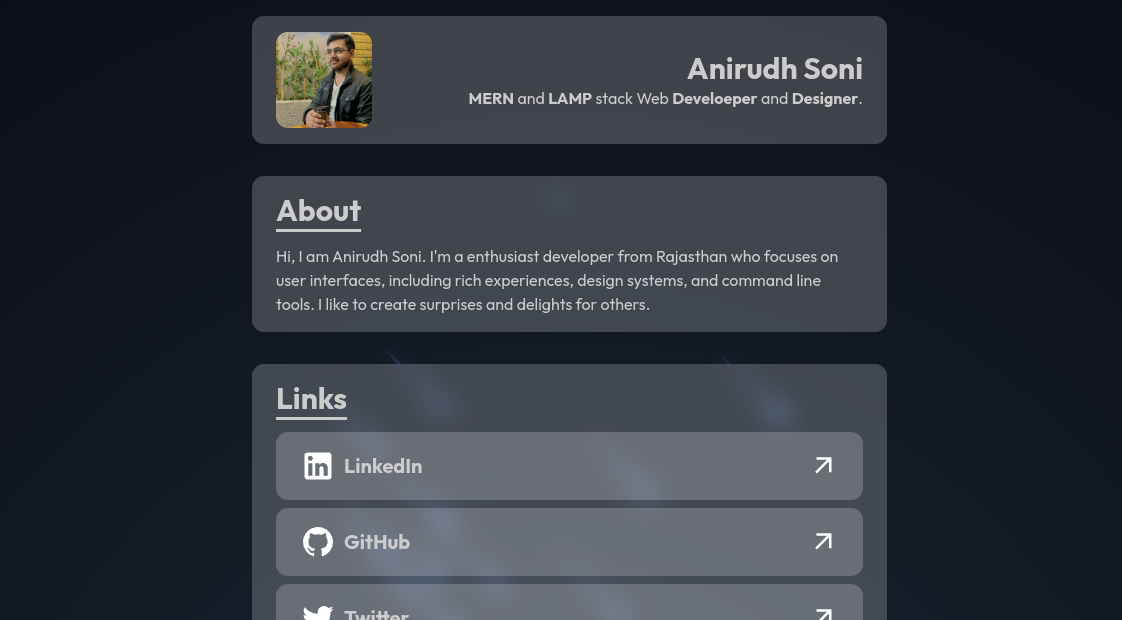 Anirudh Soni
MERN and LAMP stack Web Develoeper and Designer.
About
Hi, I am Anirudh Soni. I'm a enthusiast developer from Rajasthan who focuses on
user interfaces, including rich experiences, design systems, and command line
tools. I like to create surprises and delights for others.
Links
LinkedIn
GitHub
Twitter